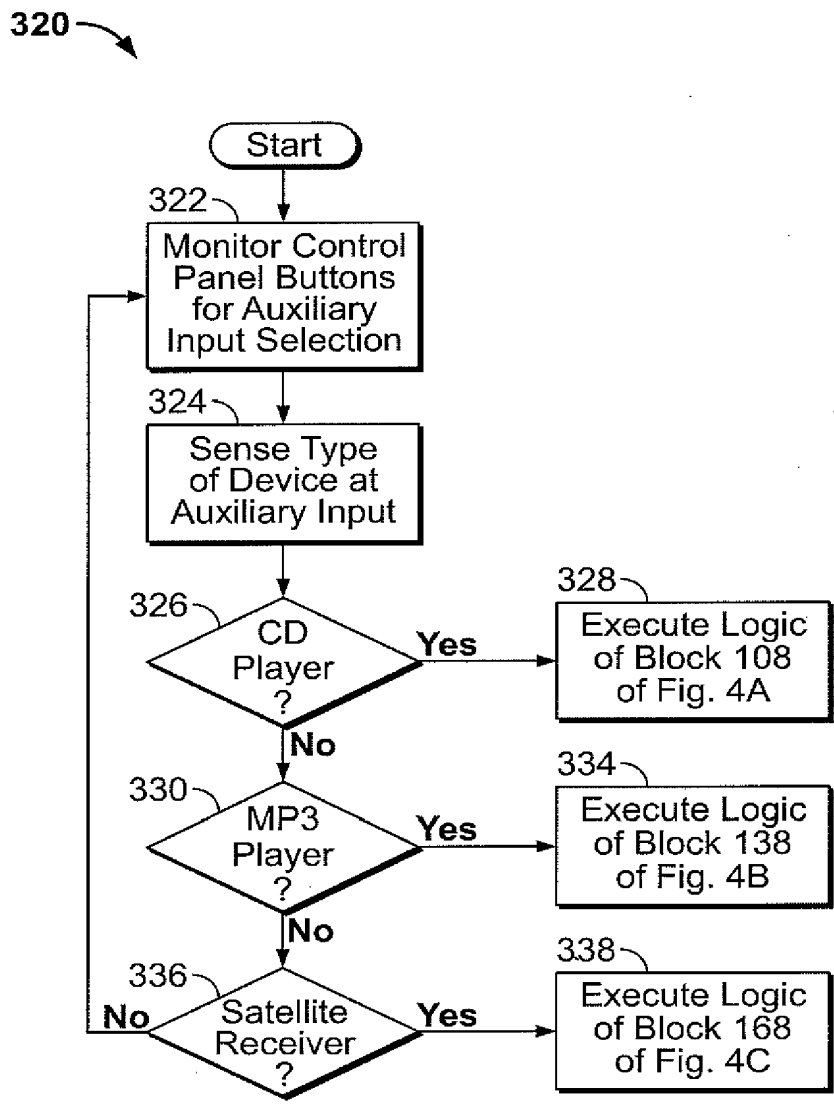 320
Start
322
Monitor Control
Panel Buttons
for Auxiliary
Input Selection
324
Sense Type
of Device at
Auxiliary Input
326
CD
Player
?
Yes
328
Execute Logic
of Block 108
of Fig. 4A
No
330
MP3
Player
?
Yes
334
Execute Logic
of Block 138
of Fig. 4B
No
336
Satellite
Receiver
?
No
Yes
338
Execute Logic
of Block 168
of Fig. 4C